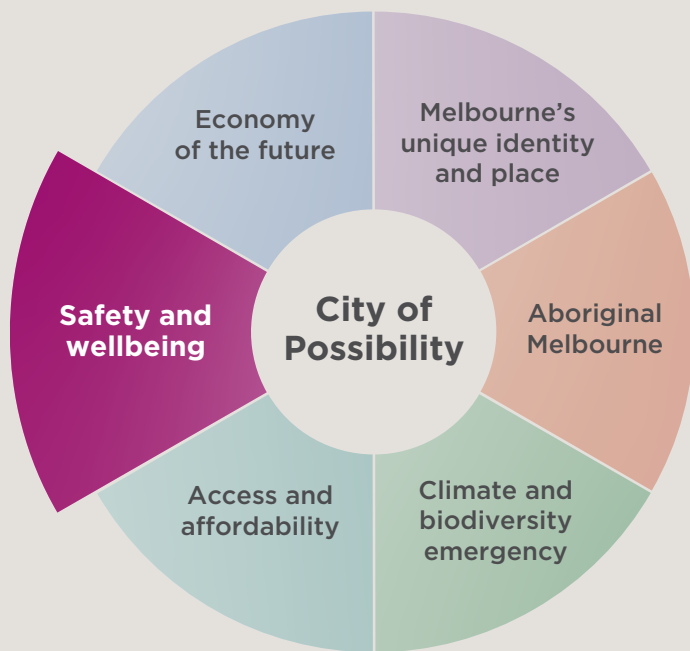 Economy
of the future
Melbourne’s
unique identity
and place
Safety and
wellbeing
City of
Possibility
Aboriginal
Melbourne
Access and
affordability
Climate and
biodiversity
emergency